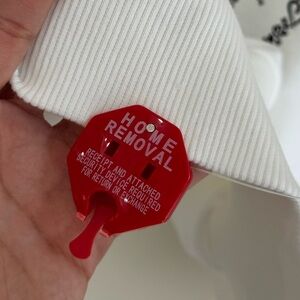 HOME
REMOVAL
RECEIPT AND ATTACHED
SECURITY DEVICE REQUIRED
FOR RETURN OR EXCHANGE